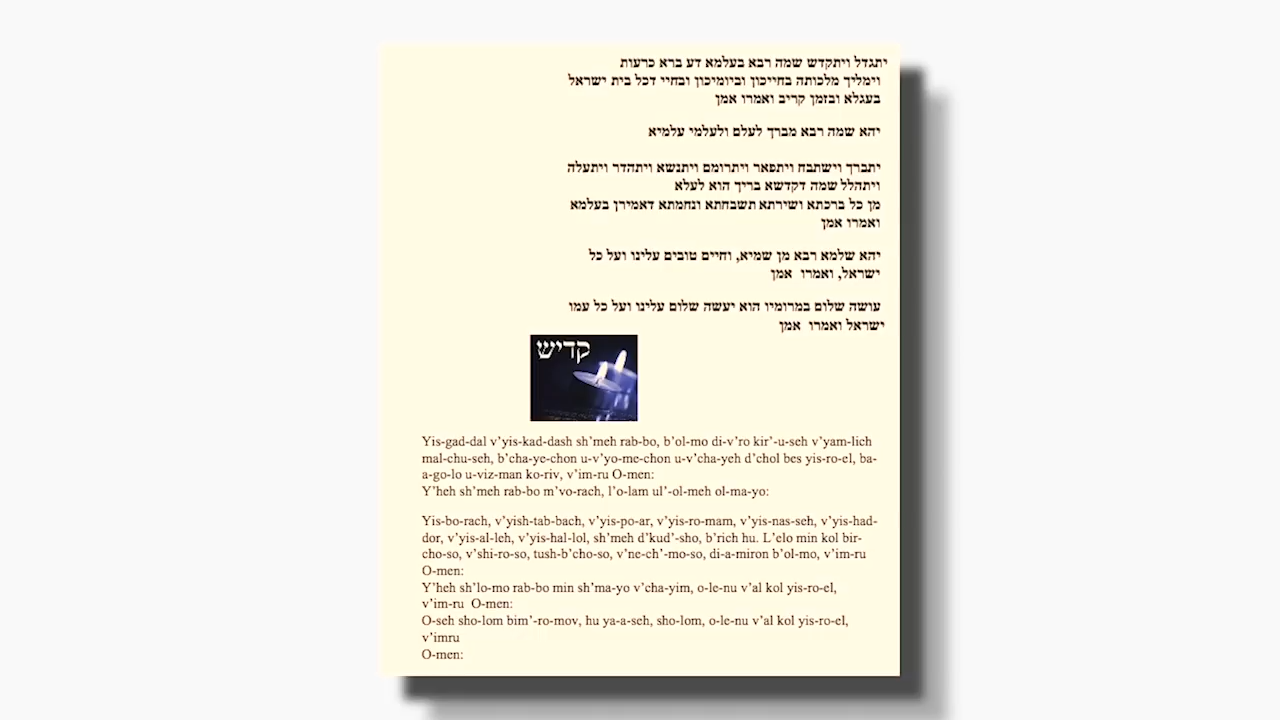 יתגדל ויתקדש שמה רבא בעלמא דע ברא כרעות
וימליך מלכותה בחייכון וביומיכון ובחיי דכל בית ישראל
בעגלא ובזמן קריב ואמרו אמן
יהא שמה רבא מברך לעלם ולעלמי עלמיא
יתברך וישתבח ויתפאר ויתרומם ויתנשא ויתהדר ויתעלה
ויתהלל שמה דקדשא בריך הוא לעלא
מן כל ברכתא ושירתא תשבחתא ונחמתא דאמירן בעלמא
ואמרו אמן
יהא שלמא רבא מן שמיא, וחיים טובים עלינו ועל כל
ישראל, ואמרו אמן
עושה שלום במרומיו הוא יעשה שלום עלינו ועל כל עמו
ישראל ואמרו אמן
קדיש
Yis-gad-dal v'yis-kad-dash sh'meh rab-bo, b'ol-mo di-v'ro kir'-u-seh v'yam-lich
mal-chu-seh, b'cha-ye-chon u-v'yo-me-chon u-v'cha-yeh d'chol bes yis-ro-el, ba-
a-go-lo u-viz-man ko-riv, v'im-ru O-men:
Y'heh sh'meh rab-bo m'vo-rach, l'o-lam ul'-ol-meh ol-ma-yo:
Yis-bo-rach, v'yish-tab-bach, v'yis-po-ar, v'yis-ro-mam, v'yis-nas-seh, v'yis-had-
dor, v'yis-al-leh, v'yis-hal-lol, sh'meh d'kud'-sho, b'rich hu. L'elo min kol bir-
cho-so, v'shi-ro-so, tush-b'cho-so, v'ne-ch'-mo-so, di-a-miron b'ol-mo, v'im-ru
O-men:
Y'heh sh'lo-mo rab-bo min sh'ma-yo v'cha-yim, o-le-nu v'al kol yis-ro-el,
v'im-ru O-men:
O-seh sho-lom bim'-ro-mov, hu ya-a-seh, sho-lom, o-le-nu v'al kol yis-ro-el,
v'imru
O-men: